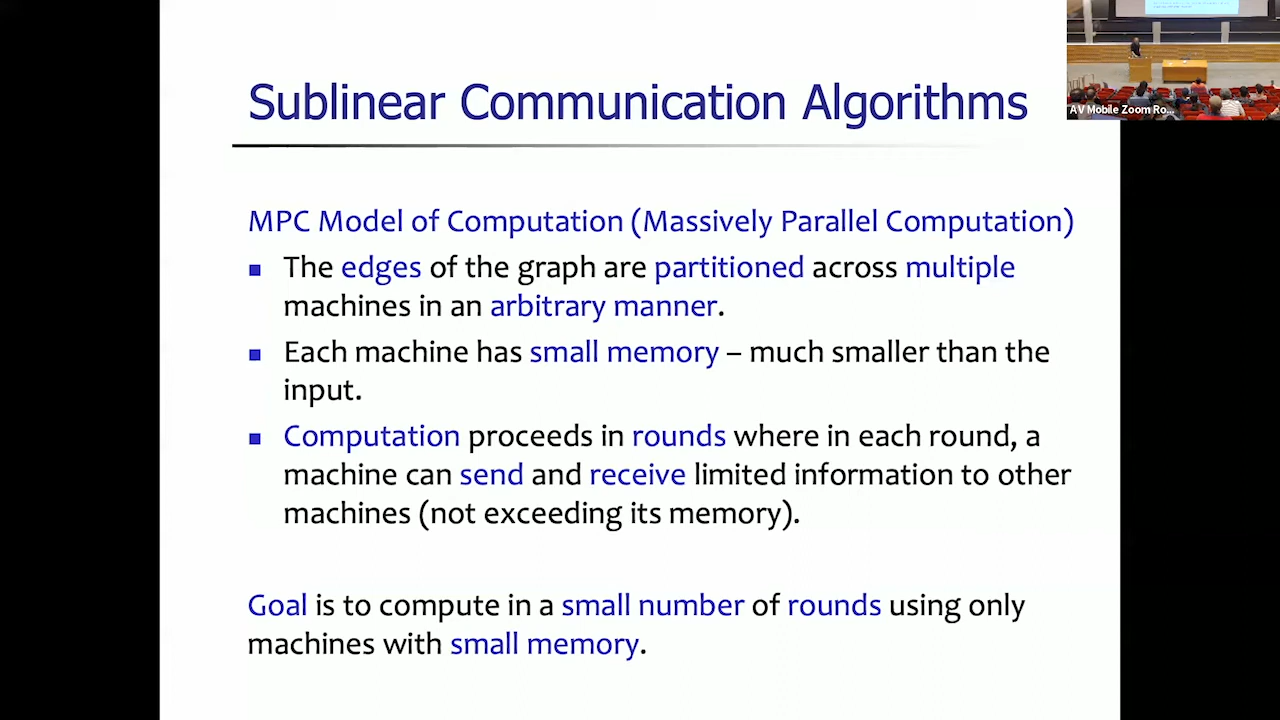 Sublinear Communication Algorithms
MPC Model of Computation (Massively Parallel Computation)
The edges of the graph are partitioned across multiple
machines in an arbitrary manner.
Each machine has small memory – much smaller than the
input.
Computation proceeds in rounds where in each round, a
machine can send and receive limited information to other
machines (not exceeding its memory).
Goal is to compute in a small number of rounds using only
machines with small memory.
AV Mobile Zoom Ro...